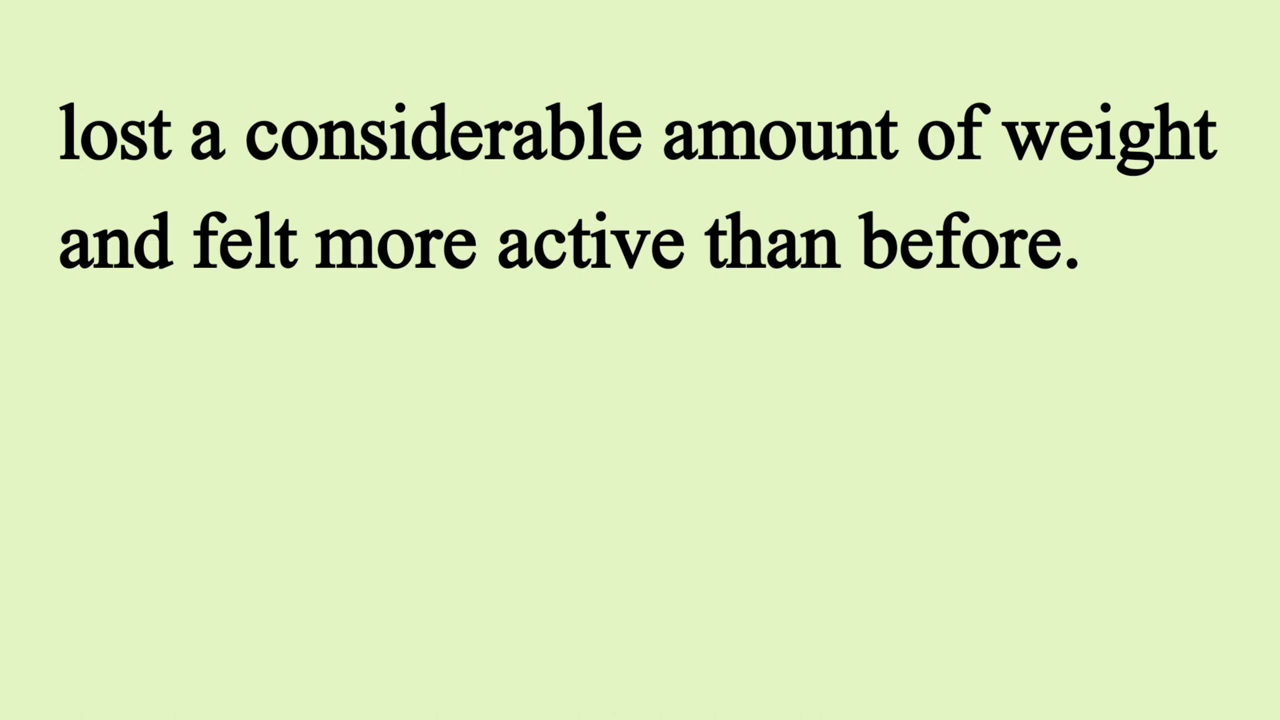 lost a considerable amount of weight
and felt more active than before.